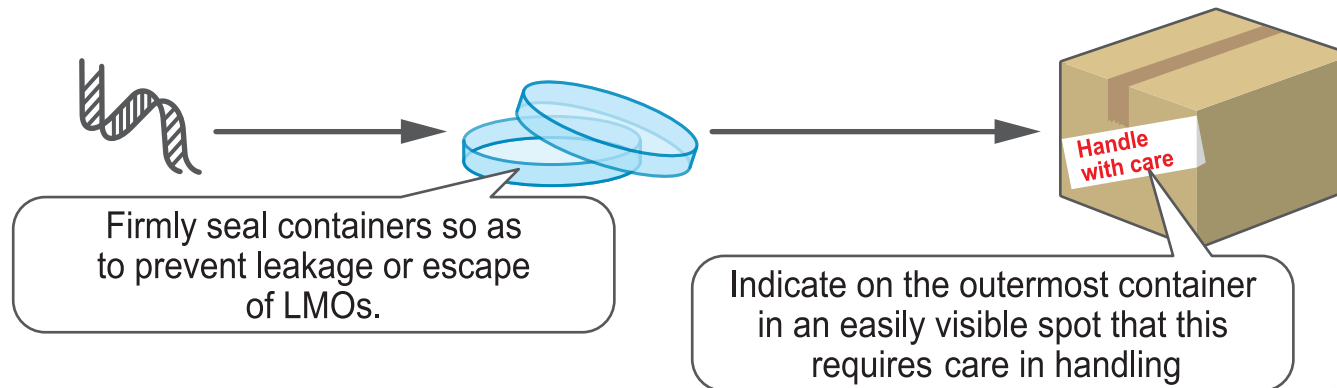 Handle
with care
Firmly seal containers so as
to prevent leakage or escape
of LMOs.
Indicate on the outermost container
in an easily visible spot that this
requires care in handling